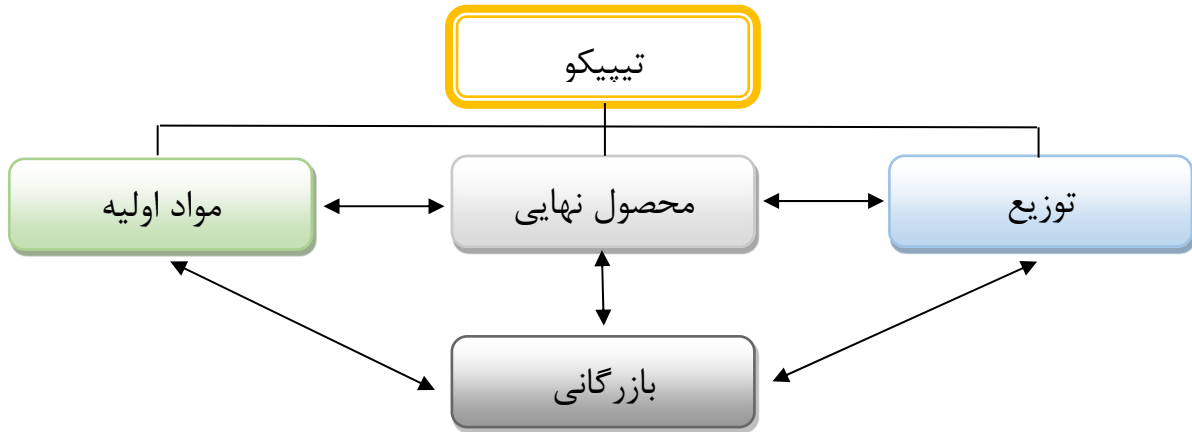 تیپیکو
توزیع
محصول نهایی
مواد اولیه
بازرگانی